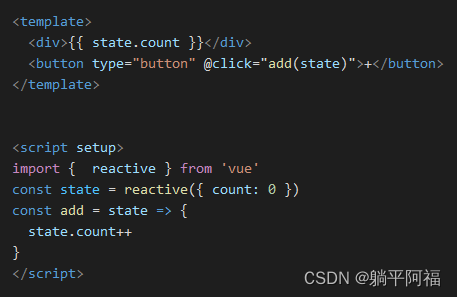 <template>
  <div>{{ state.count }}</div>
  <button type="button" @click="add(state)">+</button>
</template>
<script setup>
import {  reactive } from 'vue'
const state = reactive({ count: 0 })
const add = state => {
  state.count++
}
</script>
CSDN @躺平阿福